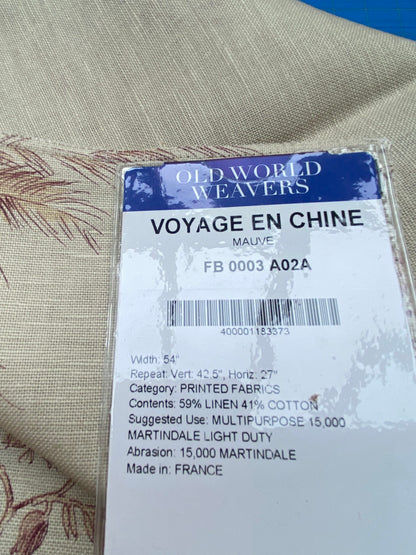 OLD WORLD
WEAVERS
VOYAGE EN CHINE
MAUVE
FB 0003 A02A
400001183373
Width: 54"
Repeat: Vert: 42.5", Horiz: 27"
Category: PRINTED FABRICS
Contents: 59% LINEN 41% COTTON
Suggested Use: MULTIPURPOSE 15,000
MARTINDALE LIGHT DUTY
Abrasion: 15,000 MARTINDALE
Made in: FRANCE